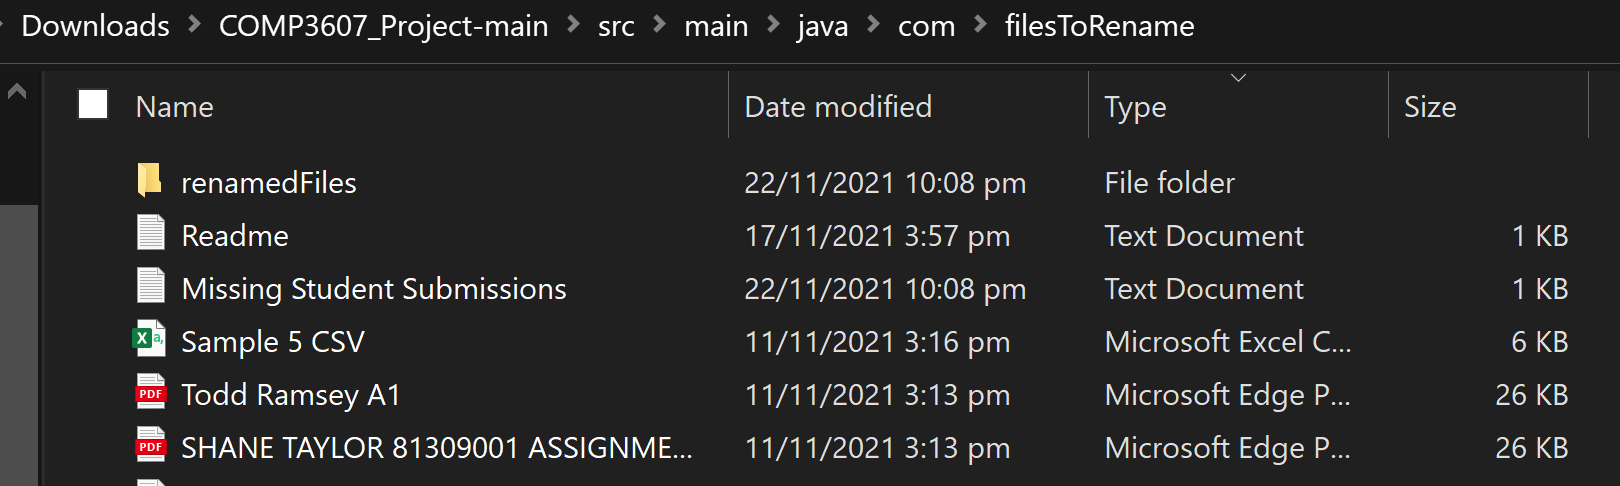 Downloads > COMP3607_Project-main > src > main > java > com > filesToRename
Name Date modified Type Size
renamedFiles 22/11/2021 10:08 pm File folder
Readme 17/11/2021 3:57 pm Text Document 1 KB
Missing Student Submissions 22/11/2021 10:08 pm Text Document 1 KB
Sample 5 CSV 11/11/2021 3:16 pm Microsoft Excel C... 6 KB
PDF Todd Ramsey A1 11/11/2021 3:13 pm Microsoft Edge P... 26 KB
PDF SHANE TAYLOR 81309001 ASSIGNME... 11/11/2021 3:13 pm Microsoft Edge P... 26 KB